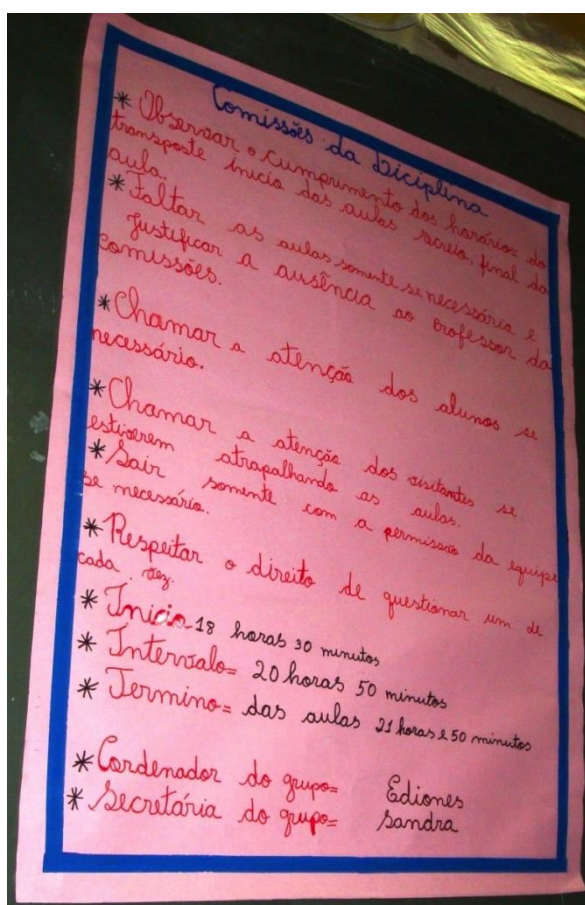 Comissões da Diciplina
* Observar o cumprimento dos horários: do
transposte inicio das aulas recreio, final da
aula.
* Faltar as aulas somente se necessária e
Justificar a ausência ao Professor da
comissões.
* Chamar a atenção dos alunos se
necessário.
* Chamar a atenção dos visitantes se
estiverem atrapalhando as aulas.
* Sair somente com a permissão da equipe
se necessário.
* Respeitar o direito de questionar um de
cada vez.
* Inicio 18 horas 30 minutos
* Intervalo= 20 horas 50 minutos
* Termino= das aulas 21 horas e 50 minutos
* Cordenador do grupo= Ediones
* Secretária do grupo= Sandra